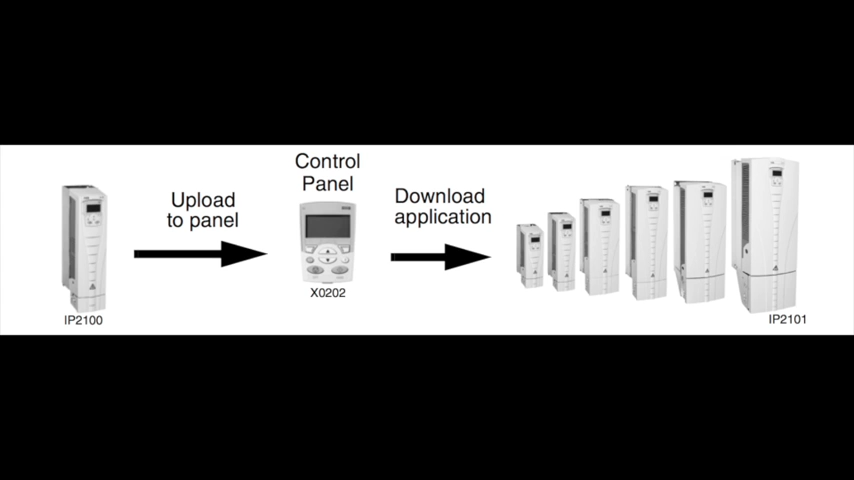 Control
Panel
Upload
to panel
Download
application
X0202
IP2100
IP2101